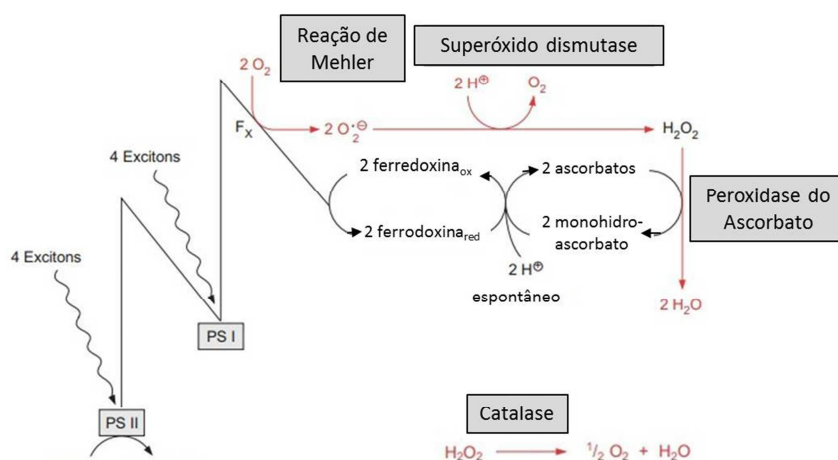 Reação de
Mehler
Superóxido dismutase
2 O₂
2 H⊕
O₂
Fₓ
2 O₂·⊖
H₂O₂
4 Excitons
2 ferredoxinaₒₓ
2 ascorbatos
Peroxidase do
Ascorbato
2 ferrodoxina_red
2 monohidro-
ascorbato
4 Excitons
2 H⊕
espontâneo
2 H₂O
PS I
PS II
Catalase
H₂O₂ → ½ O₂ + H₂O